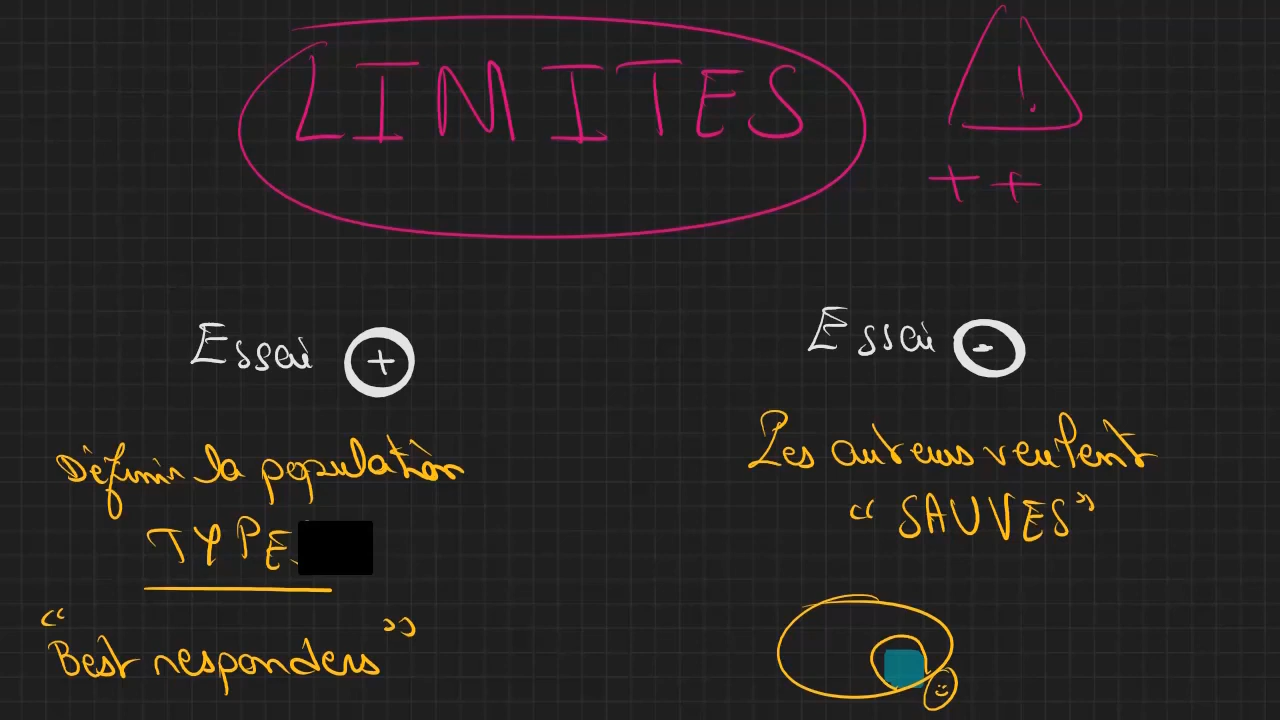 LIMITES
!
++
Essai +
Définir la population
TYPE
"Best responders"
Essai -
Les auteurs veulent
"SAUVES"